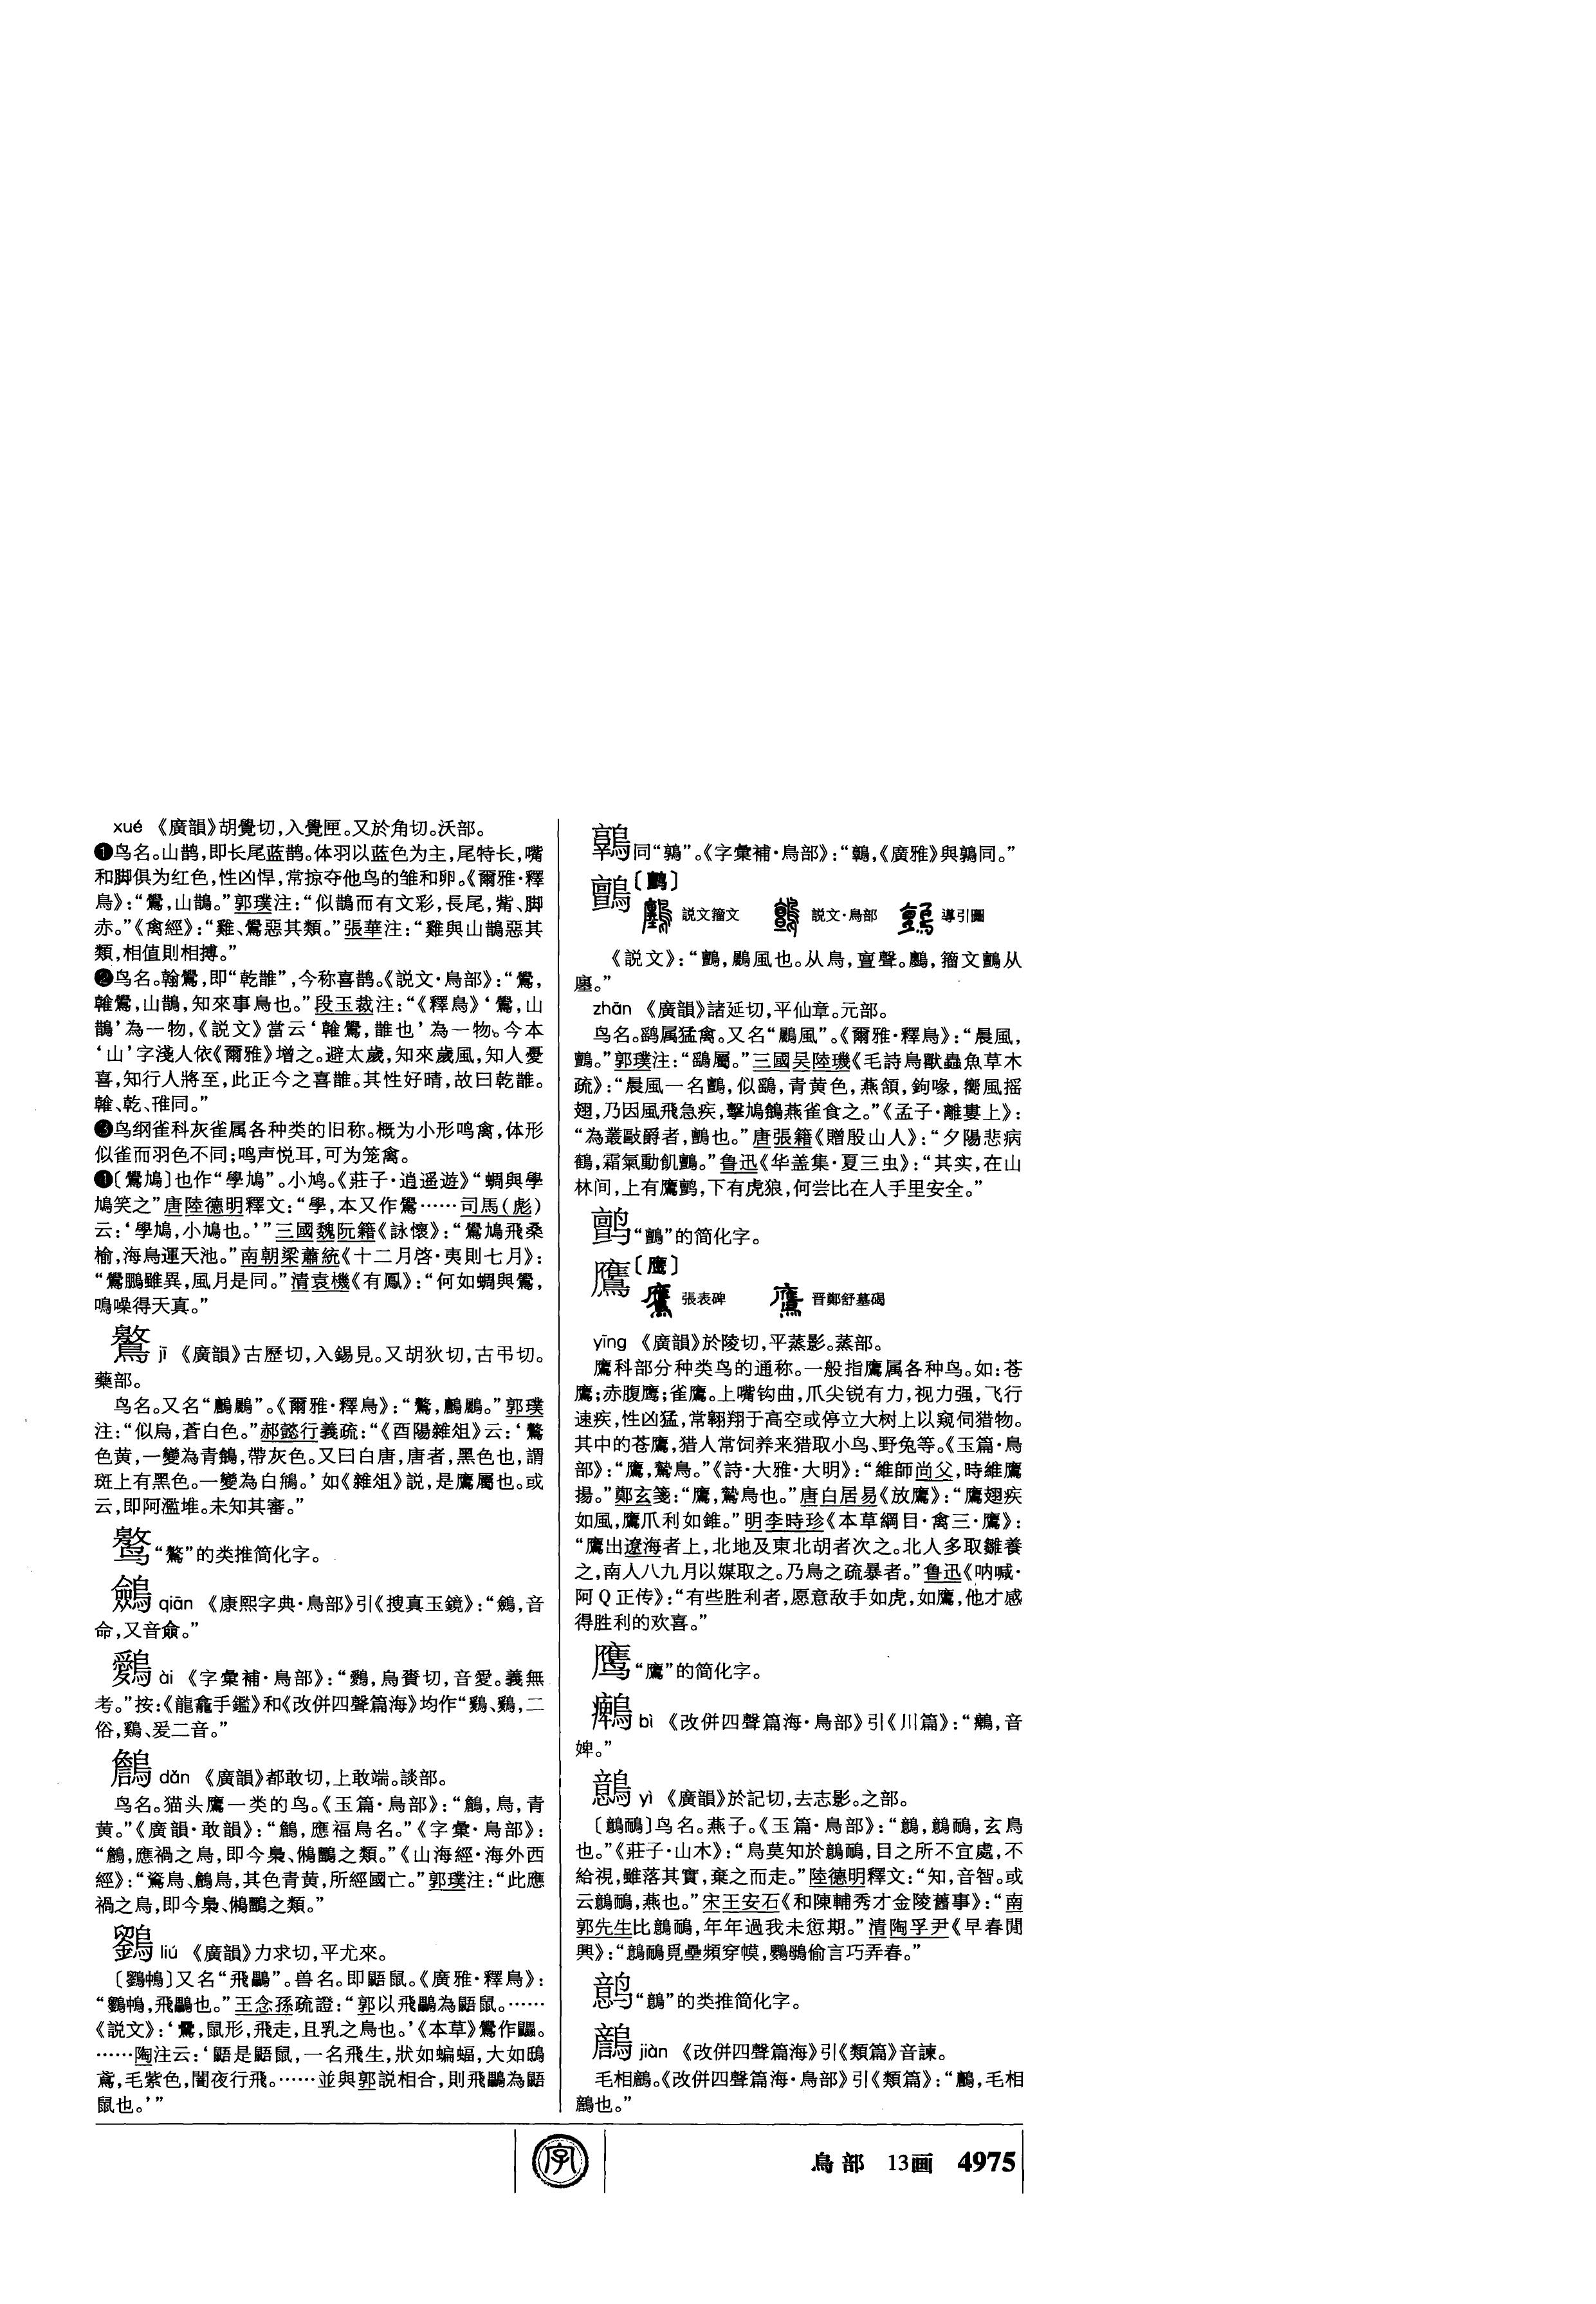 xué 《廣韻》胡覺切,入覺匣。又於角切。沃部。
❶鸟名。山鹊,即长尾蓝鹊。体羽以蓝色为主,尾特长,嘴
和脚俱为红色,性凶悍,常掠夺他鸟的雏和卵。《爾雅·釋
鳥》:“鷽,山鵲。”郭璞注:“似鵲而有文彩,長尾,觜、脚
赤。”《禽經》:“雞、鷽惡其類。”張華注:“雞與山鵲惡其
類,相值則相搏。”
❷鸟名。鶾鷽,即“乾誰”,今称喜鹊。《説文·鳥部》:“鷽,
雗鷽,山鵲,知來事鳥也。”段玉裁注:“《釋鳥》‘鷽,山
鵲’為一物,《説文》當云‘雗鷽,䧿也’為一物。今本
‘山’字淺人依《爾雅》增之。避太歲,知來歲風,知人憂
喜,知行人將至,此正今之喜䧿。其性好晴,故曰乾䧿。
雗、乾、䧲同。”
❸鸟纲雀科灰雀属各种类的旧称。概为小形鸣禽,体形
似雀而羽色不同;鸣声悦耳,可为笼禽。
❹〔鷽鳩〕也作“學鳩”。小鸠。《莊子·逍遥遊》“蜩與學
鳩笑之”唐陸德明釋文:“學,本又作鷽……司馬(彪)
云:‘學鳩,小鳩也。’”三國魏阮籍《詠懷》:“鷽鳩飛桑
榆,海鳥運天池。”南朝梁蕭統《十二月啓·夷則七月》:
“鷽鵬雖異,風月是同。”清袁機《有鳳》:“何如蜩與鷽,
鳴噪得天真。”
鷔 jī 《廣韻》古歷切,入錫見。又胡狄切,古弔切。
藥部。
鸟名。又名“鶶鷵”。《爾雅·釋鳥》:“鸄,鶶鷵。”郭璞
注:“似烏,蒼白色。”郝懿行義疏:“《酉陽雜俎》云:‘鸄
色黄,一變為青鴿,帶灰色。又曰白唐,唐者,黑色也,謂
斑上有黑色。一變為白鴘。’如《雜俎》説,是鷹屬也。或
云,即阿濫堆。未知其審。”
“鸄”的类推简化字。
qiān 《康熙字典·鳥部》引《搜真玉鏡》:“鹸,音
命,又音僉。”
ài 《字彙補·鳥部》:“鷄,烏賚切,音愛。義無
考。”按:《龍龕手鑑》和《改併四聲篇海》均作“鷄、鷄,二
俗,鷄、爰二音。”
鸙 dǎn 《廣韻》都敢切,上敢端。談部。
鸟名。猫头鹰一类的鸟。《玉篇·鳥部》:“䳺,鳥,青
黄。”《廣韻·敢韻》:“䳺,應福鳥名。”《字彙·鳥部》:
“䳺,應禍之鳥,即今梟、鵂鶹之類。”《山海經·海外西
經》:“鶿鳥、䳺鳥,其色青黄,所經國亡。”郭璞注:“此應
禍之鳥,即今梟、鵂鶹之類。”
鷚 liú 《廣韻》力求切,平尤來。
〔鷚䲾〕又名“飛鸓”。兽名。即鼯鼠。《廣雅·釋鳥》:
“鷚䲾,飛鸓也。”王念孫疏證:“郭以飛鸓為鼯鼠。……
《説文》:‘鸓,鼠形,飛走,且乳之鳥也。’《本草》鸓作鼺。
……陶注云:‘鼯是鼯鼠,一名飛生,狀如蝙蝠,大如鴟
鳶,毛紫色,闇夜行飛。……並與郭説相合,則飛鸓為鼯
鼠也。’”
同“鶉”。《字彙補·鳥部》:“鷻,《廣雅》與鶉同。”
鸇〔鹯〕
説文籀文 説文·鳥部 導引圖
《説文》:“鸇,鷐風也。从鳥,亶聲。籀文鸇从
廛。”
zhān 《廣韻》諸延切,平仙章。元部。
鸟名。鹞属猛禽。又名“鷐風”。《爾雅·釋鳥》:“晨風,
鸇。”郭璞注:“鷂屬。”三國吴陸璣《毛詩鳥獸蟲魚草木
疏》:“晨風一名鸇,似鷂,青黄色,燕頷,鉤喙,嚮風摇
翅,乃因風飛急疾,擊鳩鴿燕雀食之。”《孟子·離婁上》:
“為叢敺爵者,鸇也。”唐張籍《贈殷山人》:“夕陽悲病
鶴,霜氣動飢鸇。”鲁迅《华盖集·夏三虫》:“其实,在山
林间,上有鹰鹯,下有虎狼,何尝比在人手里安全。”
鹯 “鸇”的简化字。
鷹〔鹰〕
張表碑 晋鄭舒墓碣
yīng 《廣韻》於陵切,平蒸影。蒸部。
鹰科部分种类鸟的通称。一般指鹰属各种鸟。如:苍
鹰;赤腹鹰;雀鹰。上嘴钩曲,爪尖锐有力,视力强,飞行
速疾,性凶猛,常翱翔于高空或停立大树上以窥伺猎物。
其中的苍鹰,猎人常饲养来猎取小鸟、野兔等。《玉篇·鳥
部》:“鷹,鷙鳥。”《詩·大雅·大明》:“維師尚父,時維鷹
揚。”鄭玄箋:“鷹,鷙鳥也。”唐白居易《放鷹》:“鷹翅疾
如風,鷹爪利如錐。”明李時珍《本草綱目·禽三·鷹》:
“鷹出遼海者上,北地及東北胡者次之。北人多取雛養
之,南人八九月以媒取之。乃鳥之疏暴者。”鲁迅《呐喊·
阿Q正传》:“有些胜利者,愿意敌手如虎,如鹰,他才感
得胜利的欢喜。”
鹰 “鷹”的简化字。
bì 《改併四聲篇海·鳥部》引《川篇》:“音
婢。”
鷾 yì 《廣韻》於記切,去志影。之部。
〔鷾鴯〕鸟名。燕子。《玉篇·鳥部》:“鷾,鷾鴯,玄鳥
也。”《莊子·山木》:“鳥莫知於鷾鴯,目之所不宜處,不
給視,雖落其實,棄之而走。”陸德明釋文:“知,音智。或
云鷾鴯,燕也。”宋王安石《和陳輔秀才金陵舊事》:“南
郭先生比鷾鴯,年年過我未愆期。”清陶孚尹《早春閒
興》:“鷾鴯覓壘頻穿幙,鸚鵡偷言巧弄春。”
“鷾”的类推简化字。
jiàn 《改併四聲篇海》引《類篇》音諫。
毛相。《改併四聲篇海·鳥部》引《類篇》:“毛相
也。”
字
鳥部 13画 4975